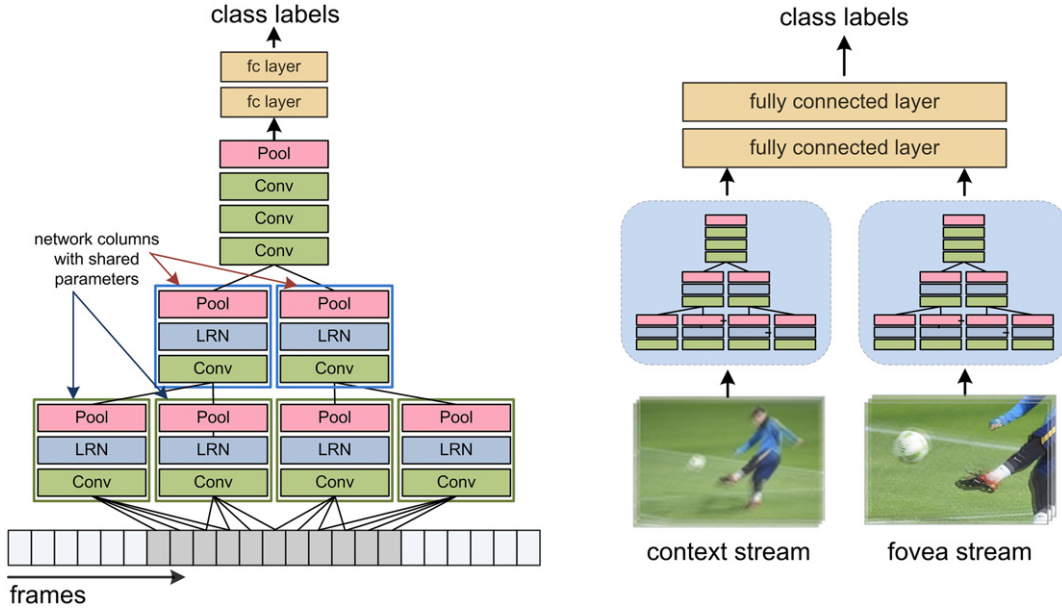 class labels
fc layer
fc layer
Pool
Conv
Conv
Conv
network columns
with shared
parameters
Pool
Pool
LRN
LRN
Conv
Conv
Pool
Pool
Pool
Pool
LRN
LRN
LRN
LRN
Conv
Conv
Conv
Conv
frames
class labels
fully connected layer
fully connected layer
context stream
fovea stream